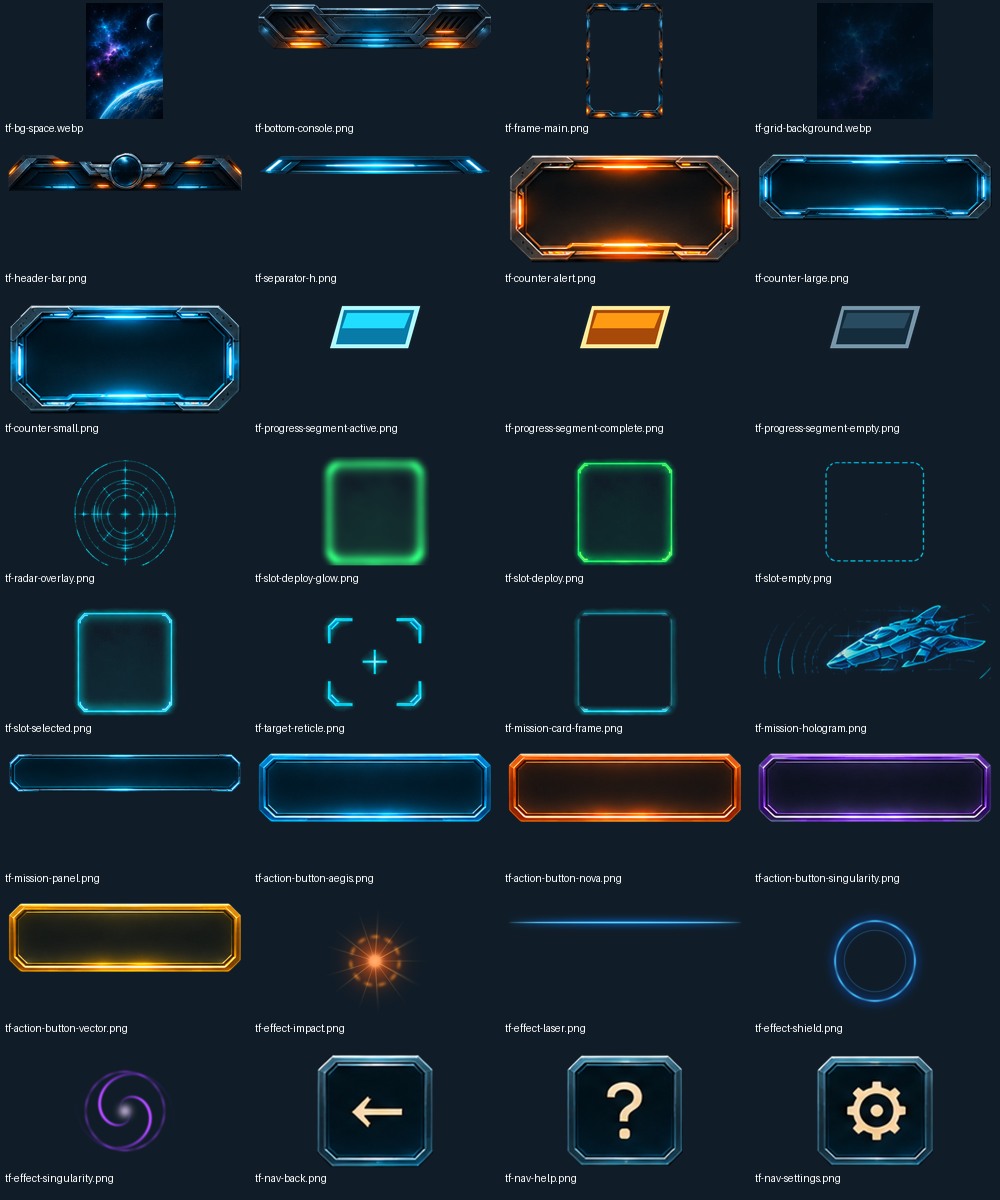 tf-bg-space.webp
tf-bottom-console.png
tf-frame-main.png
tf-grid-background.webp
tf-header-bar.png
tf-separator-h.png
tf-counter-alert.png
tf-counter-large.png
tf-counter-small.png
tf-progress-segment-active.png
tf-progress-segment-complete.png
tf-progress-segment-empty.png
tf-radar-overlay.png
tf-slot-deploy-glow.png
tf-slot-deploy.png
tf-slot-empty.png
tf-slot-selected.png
tf-target-reticle.png
tf-mission-card-frame.png
tf-mission-hologram.png
tf-mission-panel.png
tf-action-button-aegis.png
tf-action-button-nova.png
tf-action-button-singularity.png
tf-action-button-vector.png
tf-effect-impact.png
tf-effect-laser.png
tf-effect-shield.png
?
tf-effect-singularity.png
tf-nav-back.png
tf-nav-help.png
tf-nav-settings.png